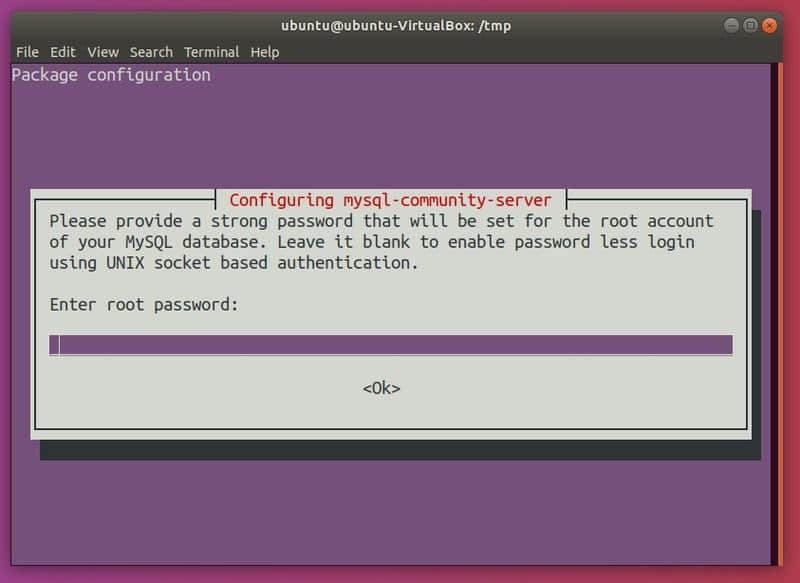 ubuntu@ubuntu-VirtualBox: /tmp
File Edit View Search Terminal Help
Package configuration
Configuring mysql-community-server
Please provide a strong password that will be set for the root account
of your MySQL database. Leave it blank to enable password less login
using UNIX socket based authentication.
Enter root password:
<Ok>